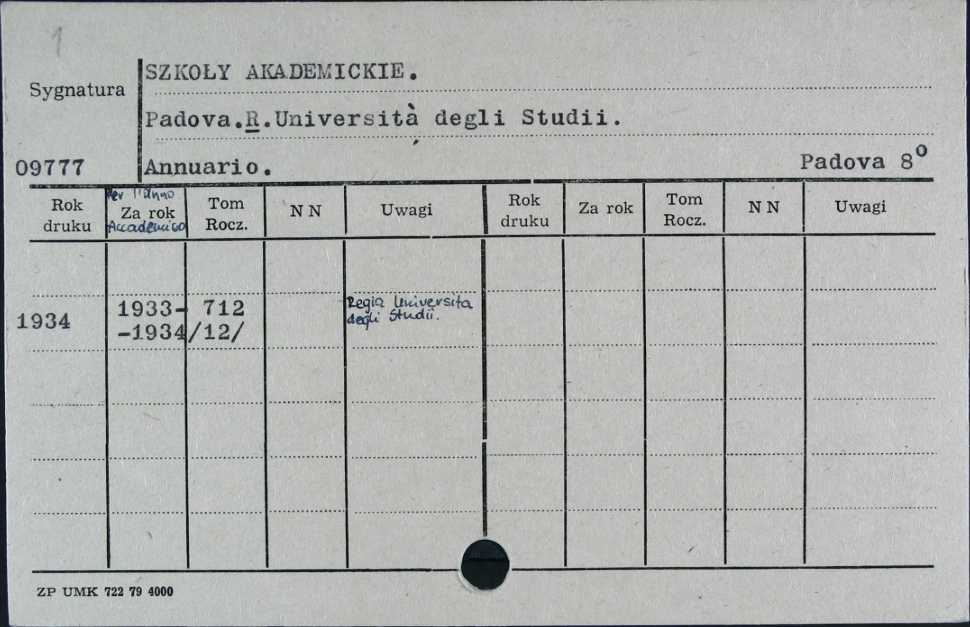 1
SZKOŁY AKADEMICKIE.
Sygnatura
Padova.R.Università degli Studii.
09777 Annuario. Padova 8º
Rok druku
Per l'Anno
Za rok
Accademico
Tom Rocz.
N N
Uwagi
Rok druku
Za rok
Tom Rocz.
N N
Uwagi
1934
1933-
-1934
712
/12/
Regia Universita
degli Studii.
ZP UMK 722 79 4000